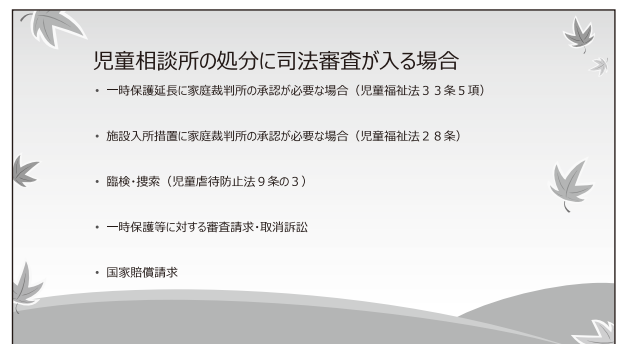 児童相談所の処分に司法審査が入る場合
・一時保護延長に家庭裁判所の承認が必要な場合（児童福祉法３３条５項）
・施設入所措置に家庭裁判所の承認が必要な場合（児童福祉法２８条）
・臨検・捜索（児童虐待防止法９条の３）
・一時保護等に対する審査請求・取消訴訟
・国家賠償請求